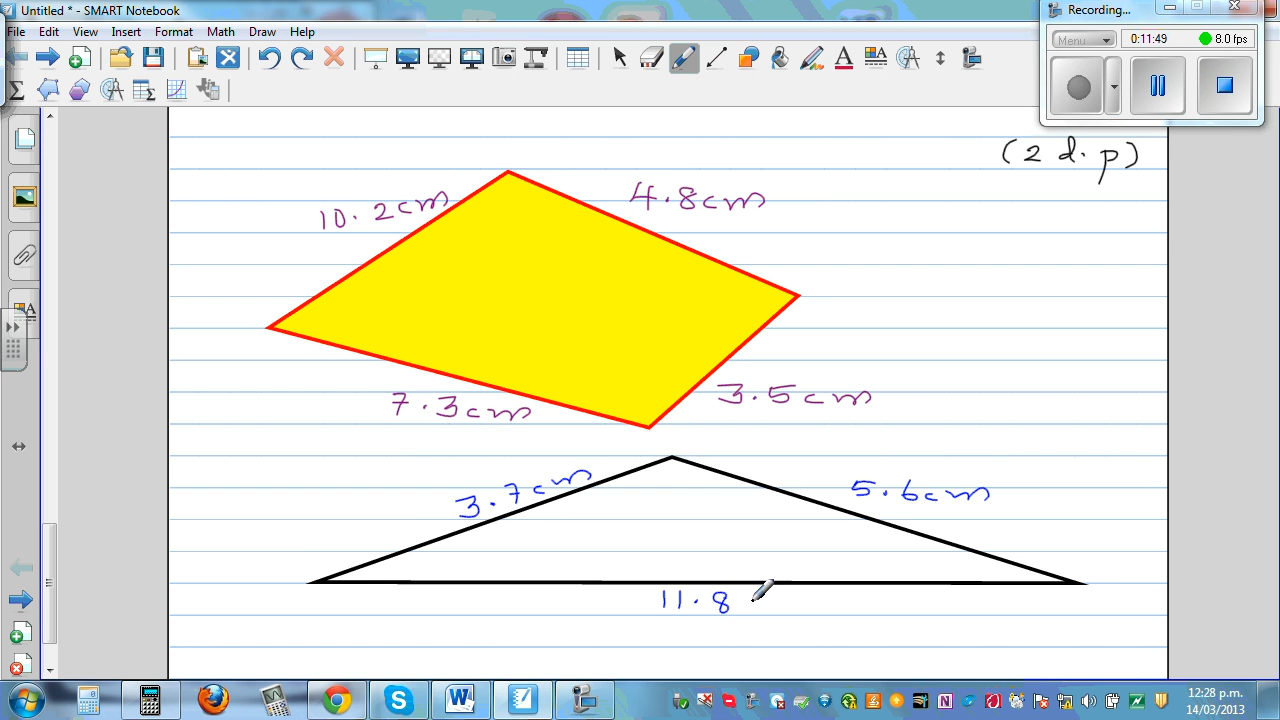 Untitled * - SMART Notebook
File Edit View Insert Format Math Draw Help
Recording...
Menu 0:11:49 8.0 fps
(2 d.p)
10.2cm
4.8cm
7.3cm
3.5cm
3.7cm
5.6cm
11.8
12:28 p.m.
14/03/2013